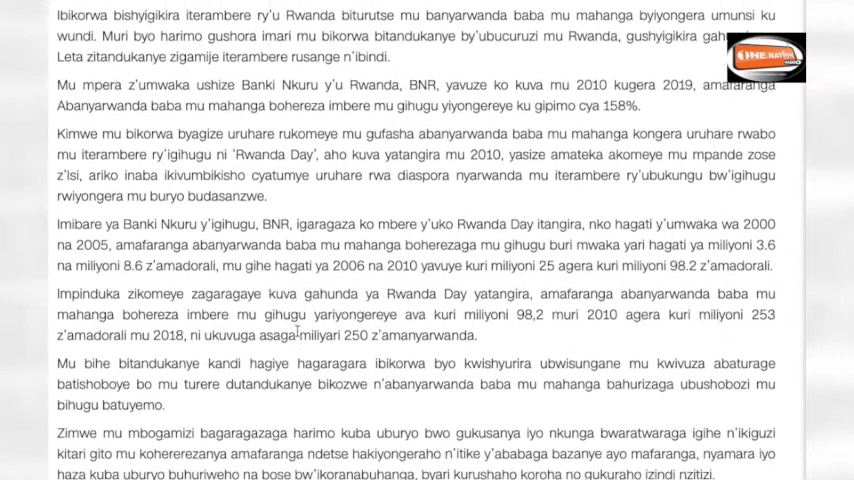 Ibikorwa bishyigikira iterambere ry'u Rwanda biturutse mu banyarwanda baba mu mahanga byiyongera umunsi ku
wundi. Muri byo harimo gushora imari mu bikorwa bitandukanye by'ubucuruzi mu Rwanda, gushyigikira
Leta zitandukanye zigamije iterambere rusange n'ibindi.
ONE NATION
RADIO
Mu mpera z'umwaka ushize Banki Nkuru y'u Rwanda, BNR, yavuze ko kuva mu 2010 kugera 2019, amafaranga
Abanyarwanda baba mu mahanga bohereza imbere mu gihugu yiyongereye ku gipimo cya 158%.
Kimwe mu bikorwa byagize uruhare rukomeye mu gufasha abanyarwanda baba mu mahanga kongera uruhare rwabo
mu iterambere ry'igihugu ni 'Rwanda Day', aho kuva yatangira mu 2010, yasize amateka akomeye mu mpande zose
z'Isi, ariko inaba ikivumbikisho cyatumye uruhare rwa diaspora nyarwanda mu iterambere ry'ubukungu bw'igihugu
rwiyongera mu buryo budasanzwe.
Imibare ya Banki Nkuru y'igihugu, BNR, igaragaza ko mbere y'uko Rwanda Day itangira, nko hagati y'umwaka wa 2000
na 2005, amafaranga abanyarwanda baba mu mahanga boherezaga mu gihugu buri mwaka yari hagati ya miliyoni 3.6
na miliyoni 8.6 z'amadorali, mu gihe hagati ya 2006 na 2010 yavuye kuri miliyoni 25 agera kuri miliyoni 98.2 z'amadorali.
Impinduka zikomeye zagaragaye kuva gahunda ya Rwanda Day yatangira, amafaranga abanyarwanda baba mu
mahanga bohereza imbere mu gihugu yariyongereye ava kuri miliyoni 98,2 muri 2010 agera kuri miliyoni 253
z'amadorali mu 2018, ni ukuvuga asaga miliyari 250 z'amanyarwanda.
Mu bihe bitandukanye kandi hagiye hagaragara ibikorwa byo kwishyurira ubwisungane mu kwivuza abaturage
batishoboye bo mu turere dutandukanye bikozwe n'abanyarwanda baba mu mahanga bahurizaga ubushobozi mu
bihugu batuyemo.
Zimwe mu mbogamizi bagaragazaga harimo kuba uburyo bwo gukusanya iyo nkunga bwaratwaraga igihe n'ikiguzi
kitari gito mu kohererezanya amafaranga ndetse hakiyongeraho n'itike y'ababaga bazanye ayo mafaranga, nyamara iyo
haza kuba uburyo buhuriweho na bose bw'ikoranabuhanga, byari kurushaho koroha no gukuraho izindi nzitizi.